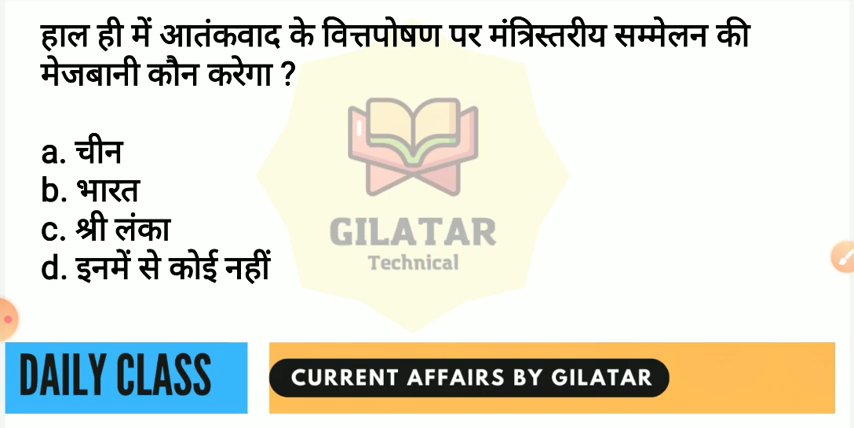 हाल ही में आतंकवाद के वित्तपोषण पर मंत्रिस्तरीय सम्मेलन की
मेजबानी कौन करेगा ?
a. चीन
b. भारत
c. श्री लंका
d. इनमें से कोई नहीं
GILATAR
Technical
DAILY CLASS
CURRENT AFFAIRS BY GILATAR